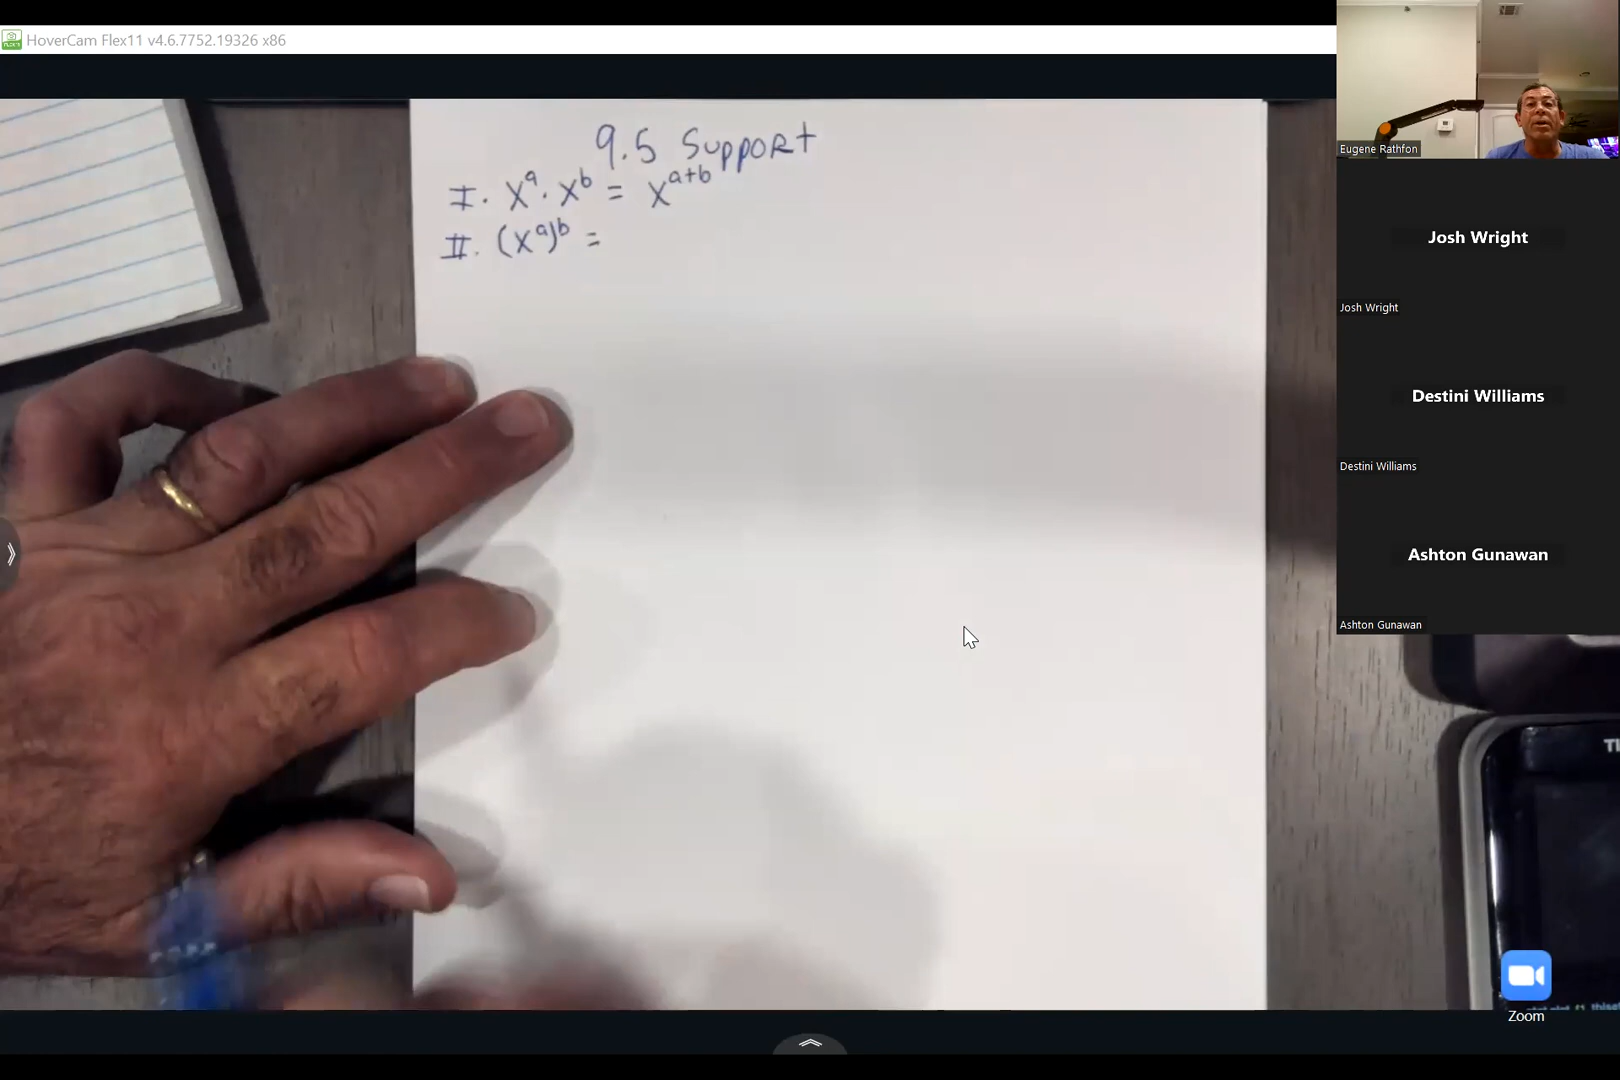 HoverCam Flex11 v4.6.7752.19326 x86
9.5 Support
I. x^a · x^b = x^{a+b}
II. (x^a)^b =
Eugene Rathfon
Josh Wright
Josh Wright
Destini Williams
Destini Williams
Ashton Gunawan
Ashton Gunawan
TI
Zoom